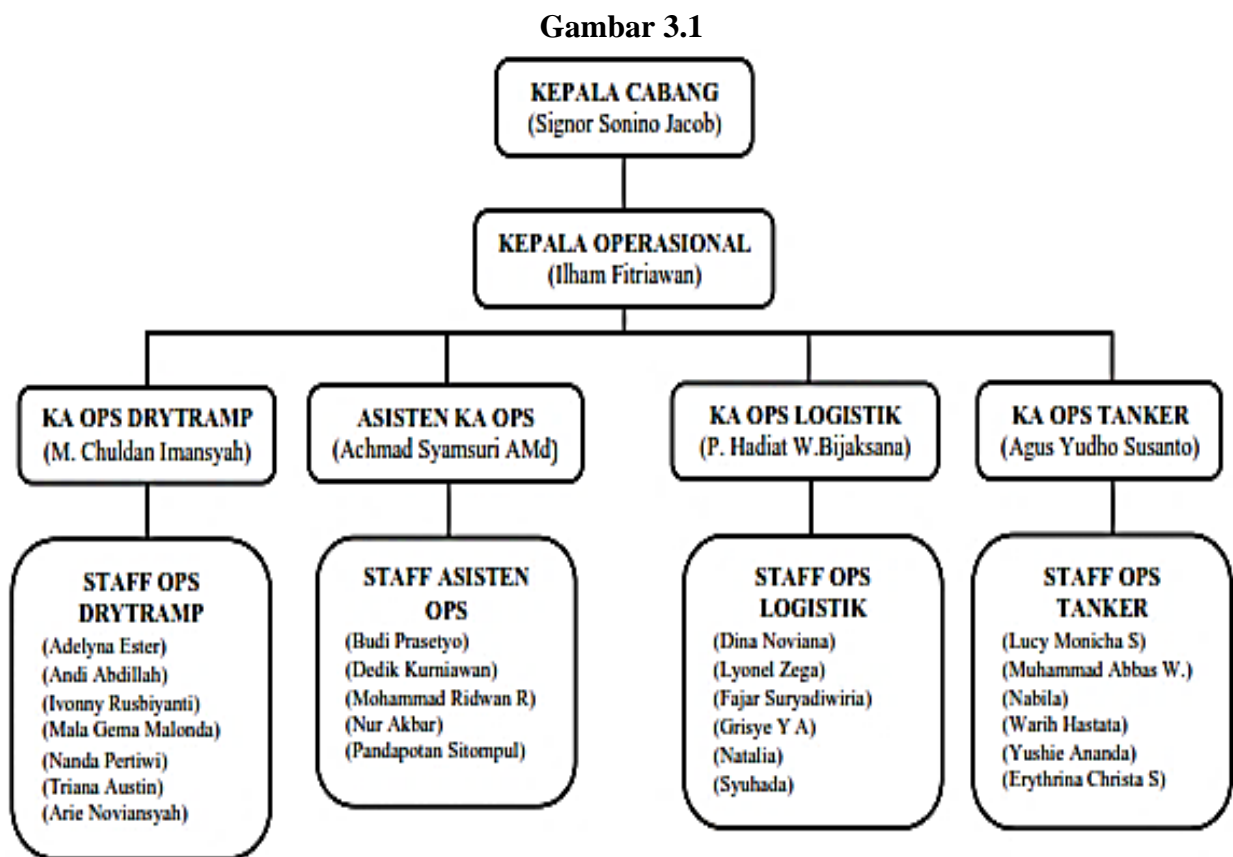 Gambar 3.1
KEPALA CABANG
(Signor Sonino Jacob)
KEPALA OPERASIONAL
(Ilham Fitriawan)
KA OPS DRYTRAMP
(M. Chuldan Imansyah)
ASISTEN KA OPS
(Achmad Syamsuri AMd)
KA OPS LOGISTIK
(P. Hadiat W.Bijaksana)
KA OPS TANKER
(Agus Yudho Susanto)
STAFF OPS
DRYTRAMP
(Adelyna Ester)
(Andi Abdillah)
(Ivonny Rusbiyanti)
(Mala Gema Malonda)
(Nanda Pertiwi)
(Triana Austin)
(Arie Noviansyah)
STAFF ASISTEN
OPS
(Budi Prasetyo)
(Dedik Kurniawan)
(Mohammad Ridwan R)
(Nur Akbar)
(Pandapotan Sitompul)
STAFF OPS
LOGISTIK
(Dina Noviana)
(Lyonel Zega)
(Fajar Suryadiwiria)
(Grisye Y A)
(Natalia)
(Syuhada)
STAFF OPS
TANKER
(Lucy Monicha S)
(Muhammad Abbas W.)
(Nabila)
(Warih Hastata)
(Yushie Ananda)
(Erythrina Christa S)